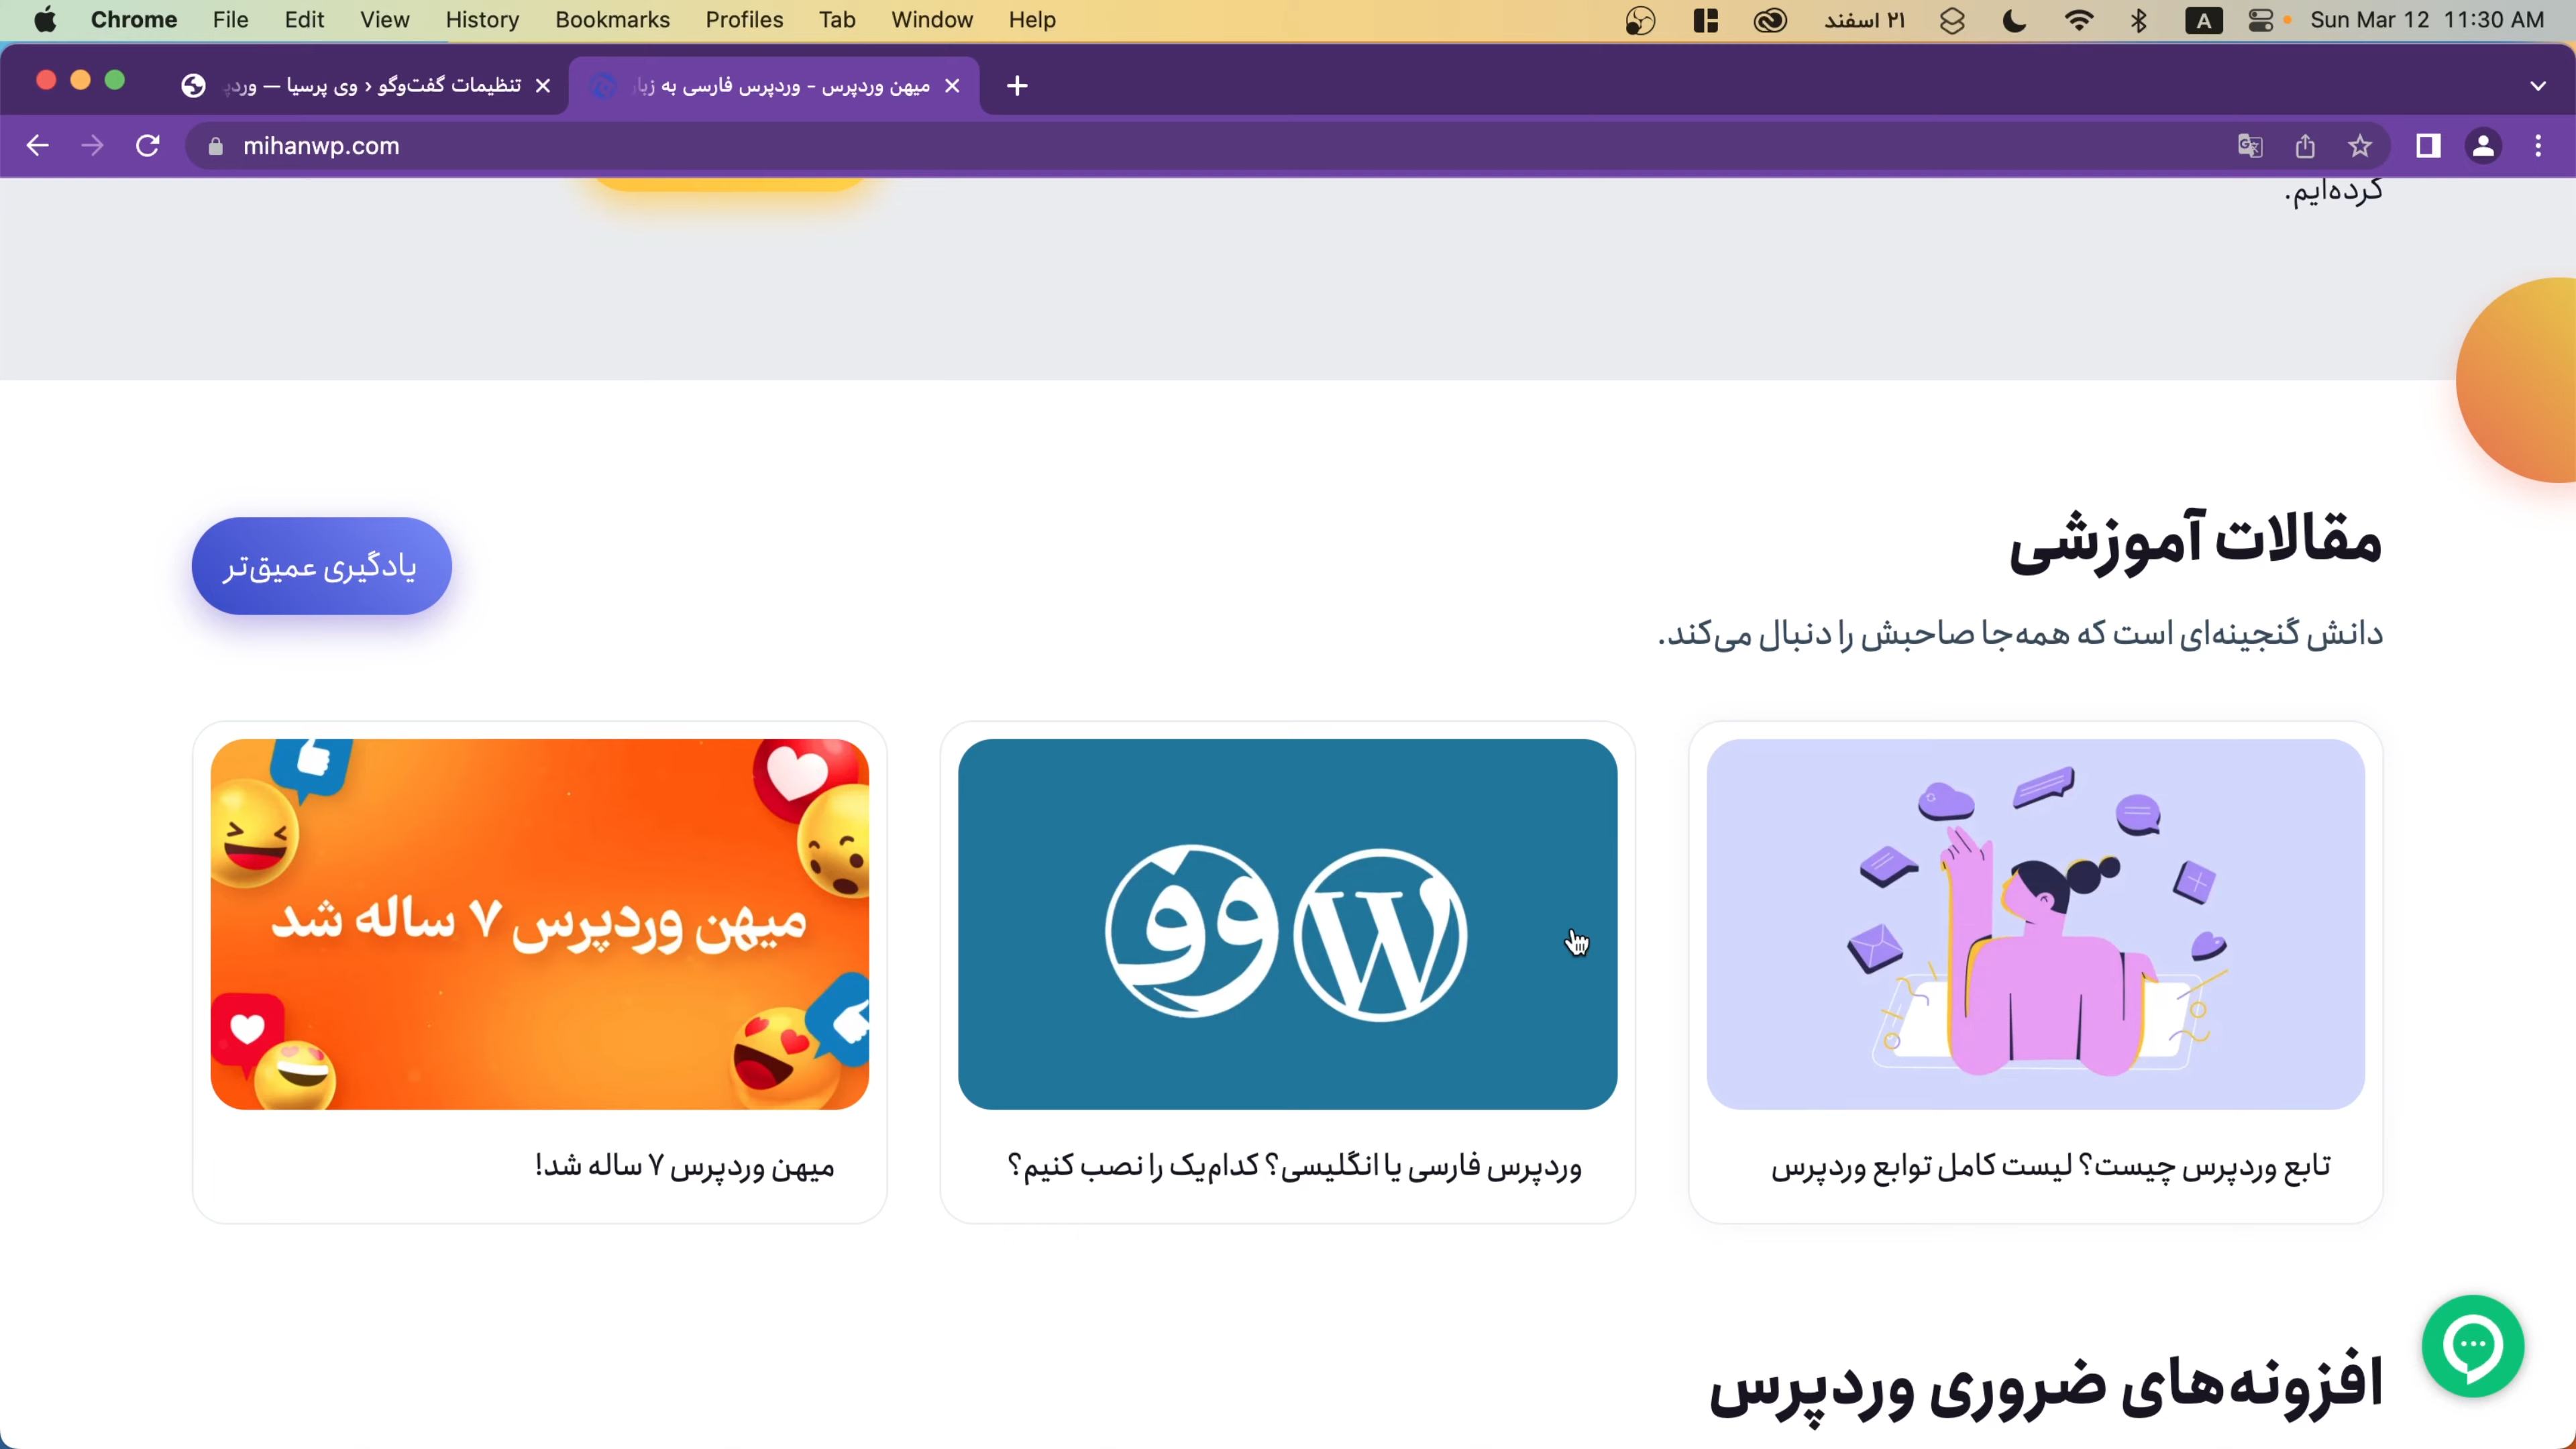 Chrome File Edit View History Bookmarks Profiles Tab Window Help ۲۱ اسفند A Sun Mar 12 11:30 AM
تنظیمات گفت‌وگو ‹ وی پرسیا —
میهن وردپرس - وردپرس فارسی به
mihanwp.com
کرده‌ایم.
مقالات آموزشی
یادگیری عمیق‌تر
دانش گنجینه‌ای است که همه‌جا صاحبش را دنبال می‌کند.
میهن وردپرس ۷ ساله شد
تابع وردپرس چیست؟ لیست کامل توابع وردپرس
وردپرس فارسی یا انگلیسی؟ کدام‌یک را نصب کنیم؟
میهن وردپرس ۷ ساله شد!
افزونه‌های ضروری وردپرس